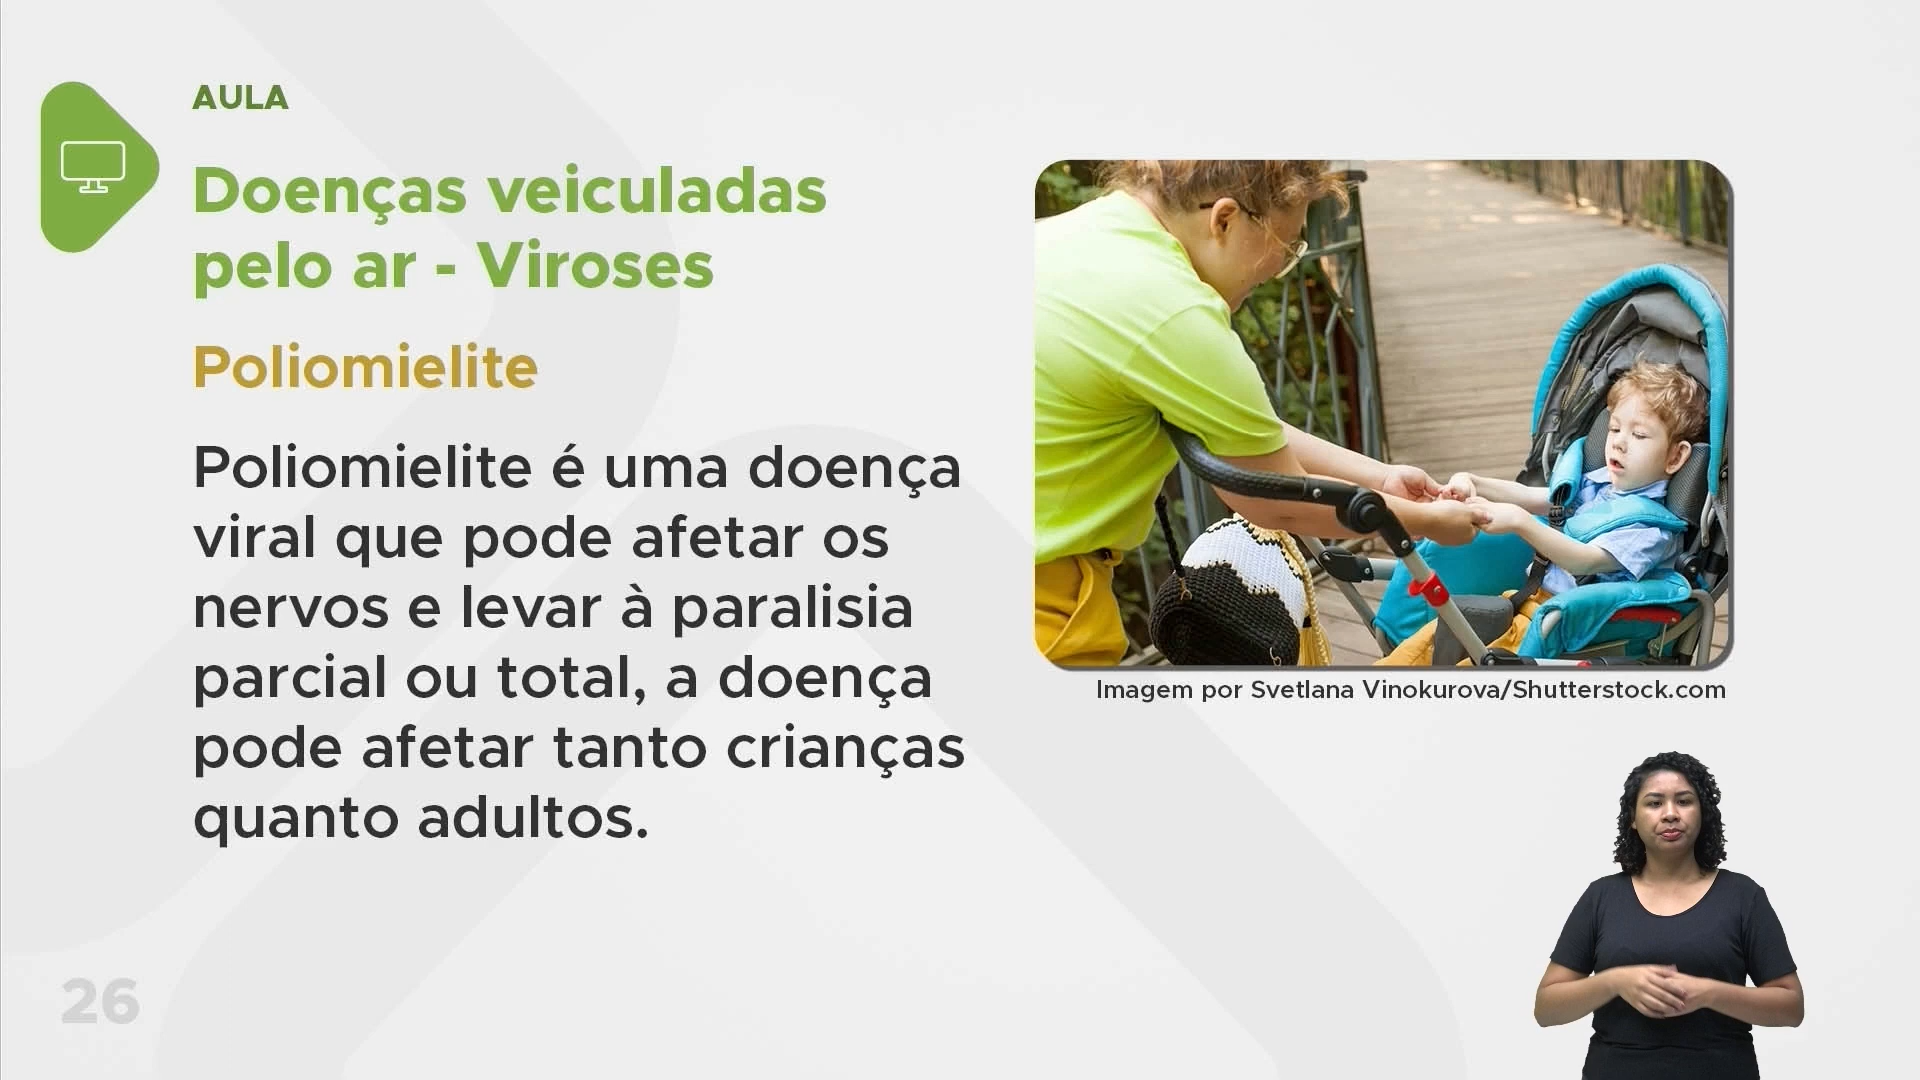 AULA
Doenças veiculadas
pelo ar - Viroses
Poliomielite
Poliomielite é uma doença
viral que pode afetar os
nervos e levar à paralisia
parcial ou total, a doença
pode afetar tanto crianças
quanto adultos.
Imagem por Svetlana Vinokurova/Shutterstock.com
26